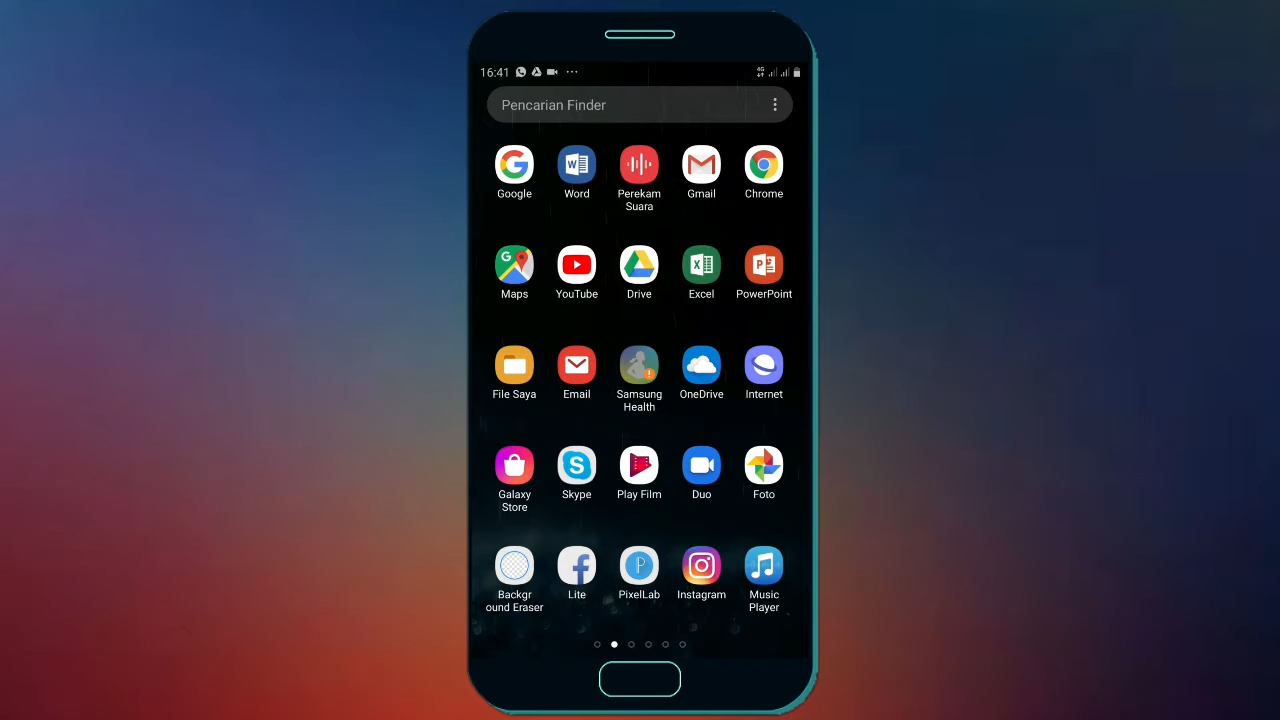 16:41
4G
Pencarian Finder
Google Word Perekam Suara Gmail Chrome
Maps YouTube Drive Excel PowerPoint
File Saya Email Samsung Health OneDrive Internet
Galaxy Store Skype Play Film Duo Foto
Backgr ound Eraser Lite PixelLab Instagram Music Player